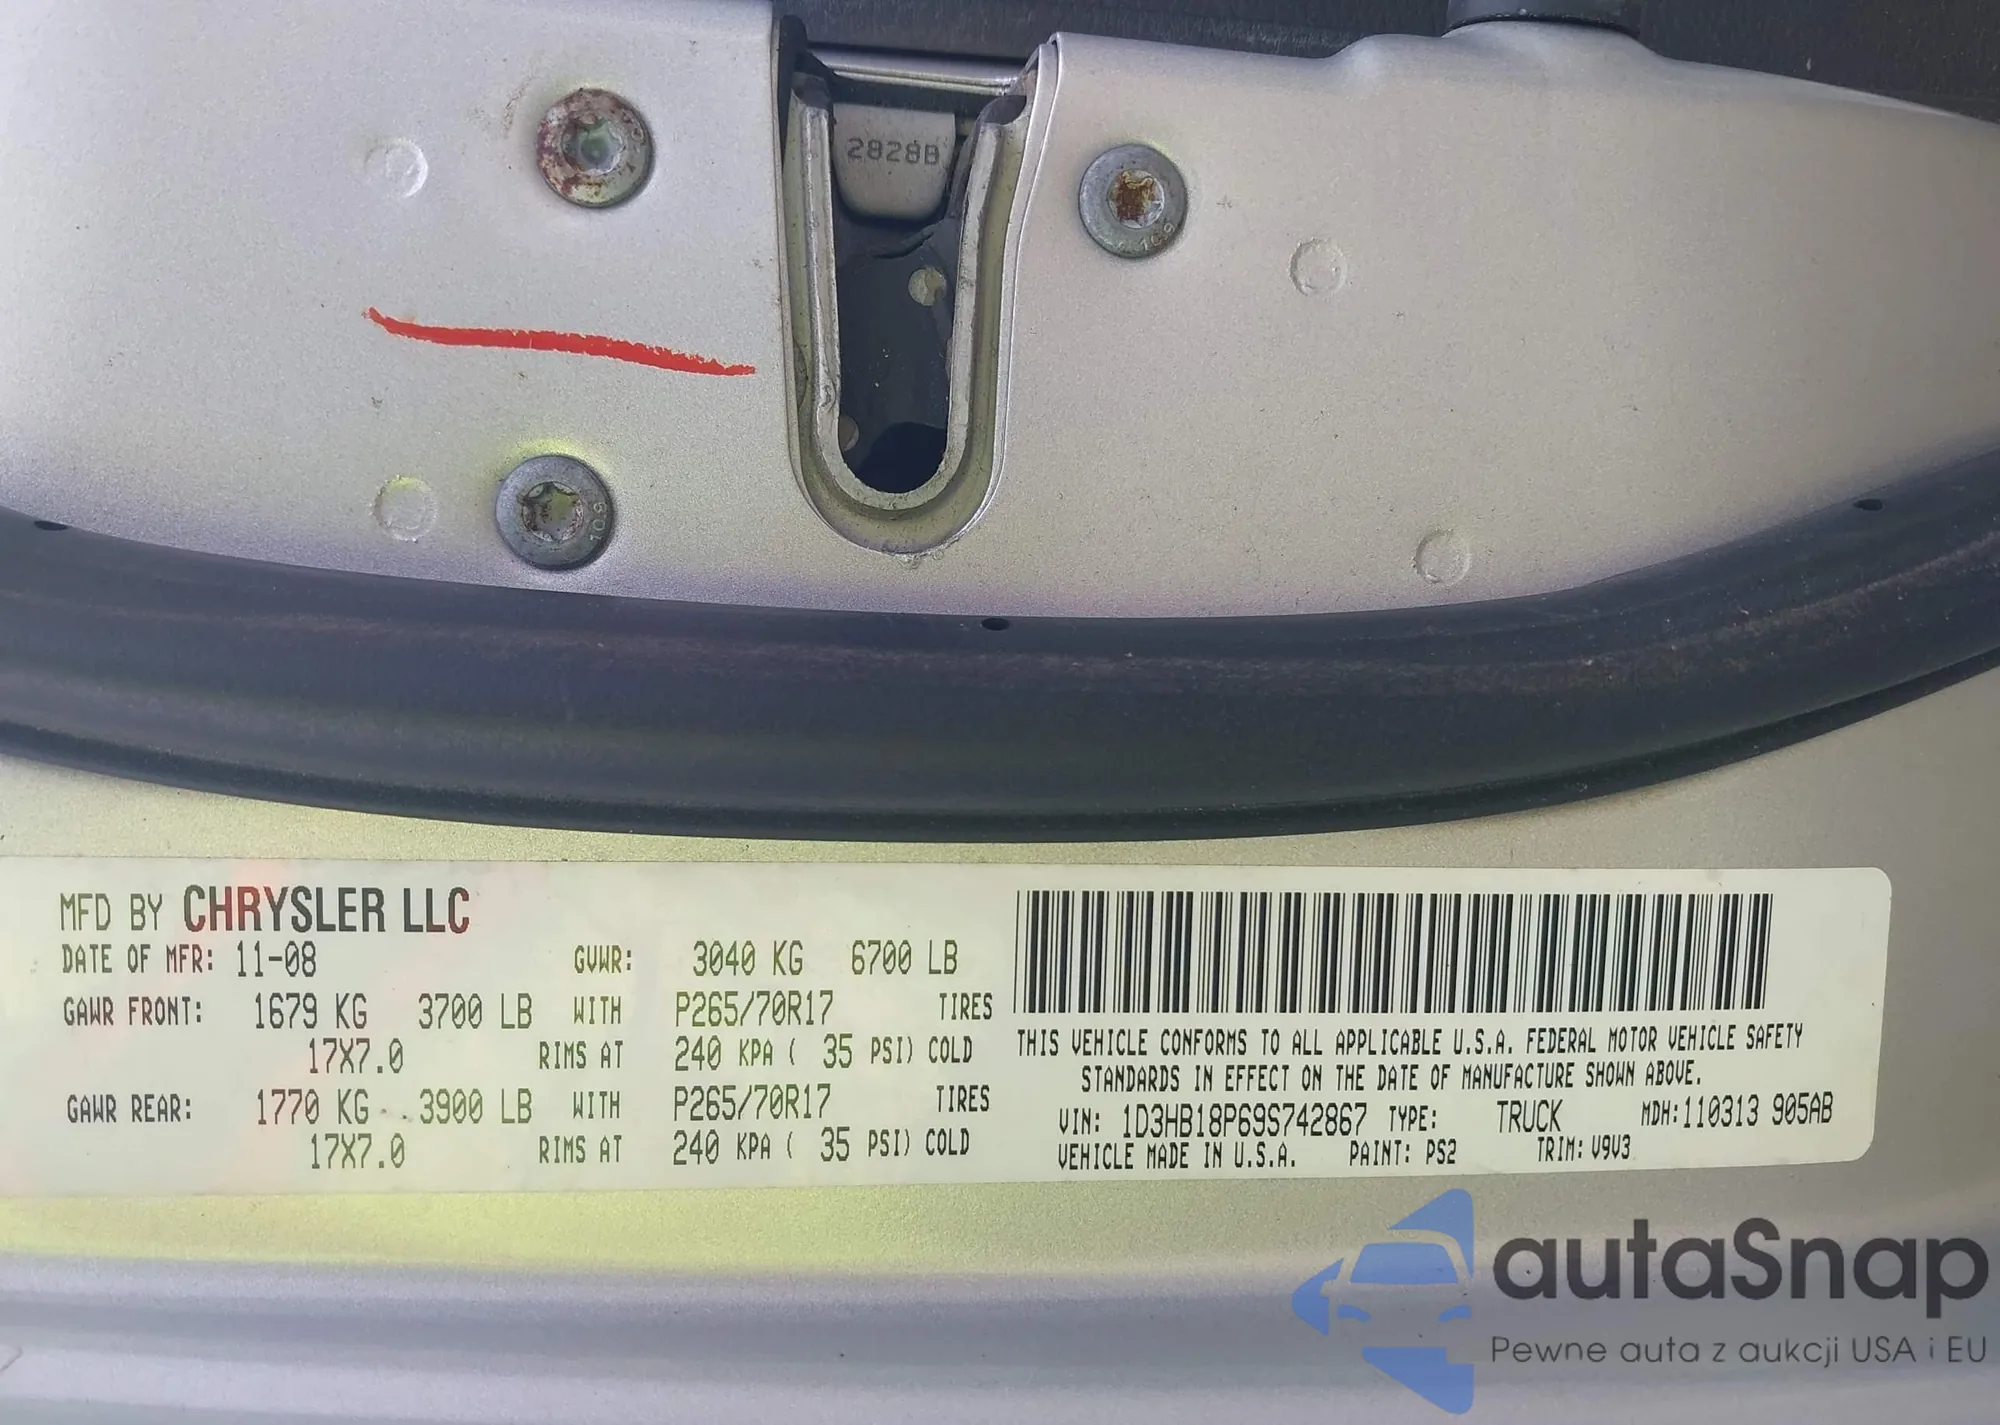 2828B
10.9
10.9
MFD BY CHRYSLER LLC
DATE OF MFR: 11-08 GVWR: 3040 KG 6700 LB
GAWR FRONT: 1679 KG 3700 LB WITH P265/70R17 TIRES
17X7.0 RIMS AT 240 KPA ( 35 PSI) COLD
GAWR REAR: 1770 KG 3900 LB WITH P265/70R17 TIRES
17X7.0 RIMS AT 240 KPA ( 35 PSI) COLD
THIS VEHICLE CONFORMS TO ALL APPLICABLE U.S.A. FEDERAL MOTOR VEHICLE SAFETY
STANDARDS IN EFFECT ON THE DATE OF MANUFACTURE SHOWN ABOVE.
VIN: 1D3HB18P69S742867 TYPE: TRUCK MDH:110313 905AB
VEHICLE MADE IN U.S.A. PAINT: PS2 TRIM: V9V3
autaSnap
Pewne auta z aukcji USA i EU